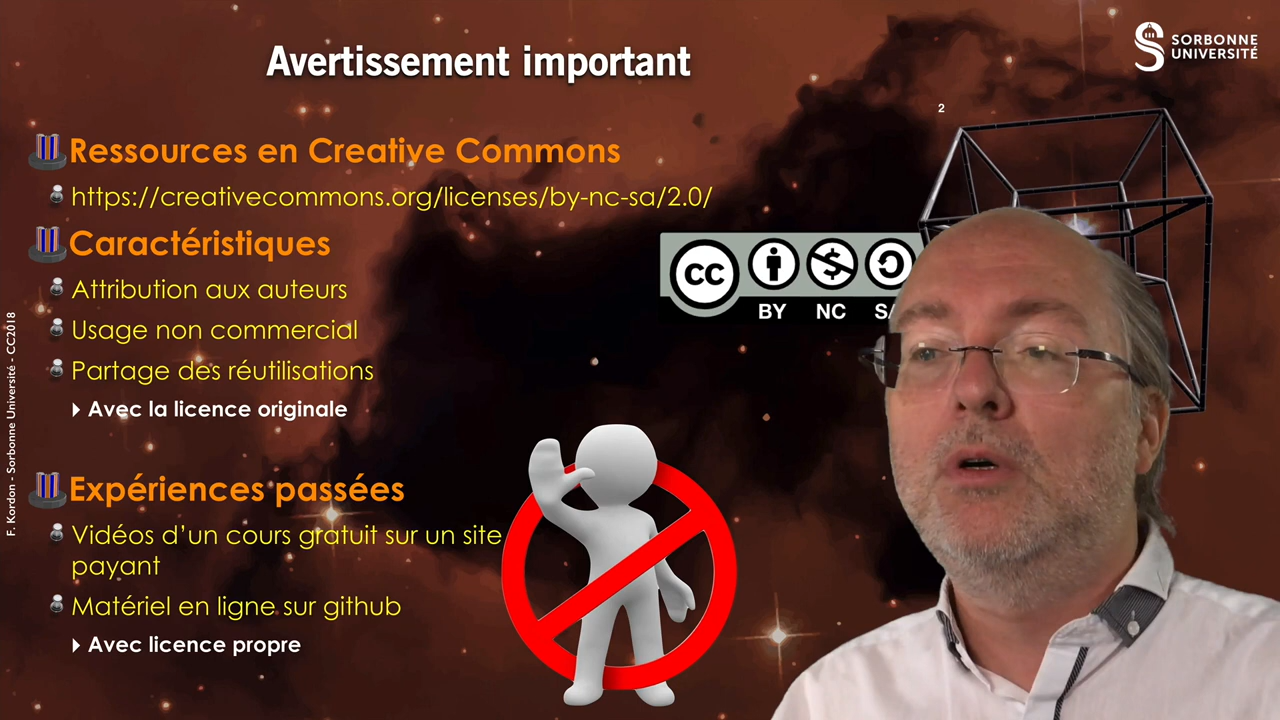 Avertissement important
SORBONNE
UNIVERSITÉ
2
Ressources en Creative Commons
https://creativecommons.org/licenses/by-nc-sa/2.0/
Caractéristiques
Attribution aux auteurs
Usage non commercial
Partage des réutilisations
Avec la licence originale
cc
BY NC
Expériences passées
Vidéos d’un cours gratuit sur un site
payant
Matériel en ligne sur github
Avec licence propre
F. Kordon - Sorbonne Université - CC2018